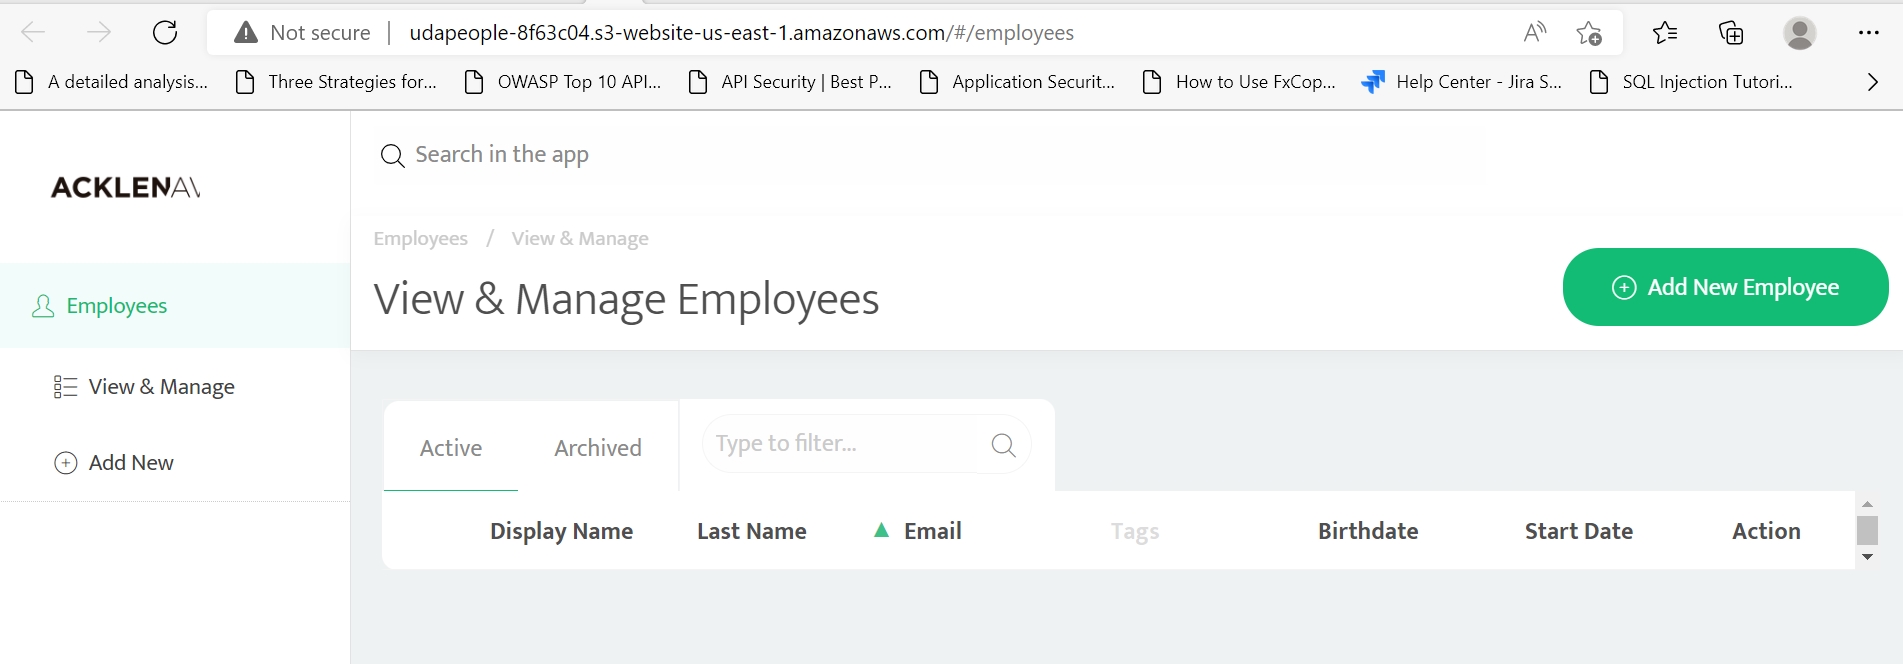 Not secure | udapeople-8f63c04.s3-website-us-east-1.amazonaws.com/#/employees
A detailed analysis... Three Strategies for... OWASP Top 10 API... API Security | Best P... Application Securit... How to Use FxCop... Help Center - Jira S... SQL Injection Tutori...
Search in the app
ACKLENAV
Employees / View & Manage
View & Manage Employees
Add New Employee
Employees
View & Manage
Add New
Active Archived Type to filter...
Display Name Last Name Email Tags Birthdate Start Date Action